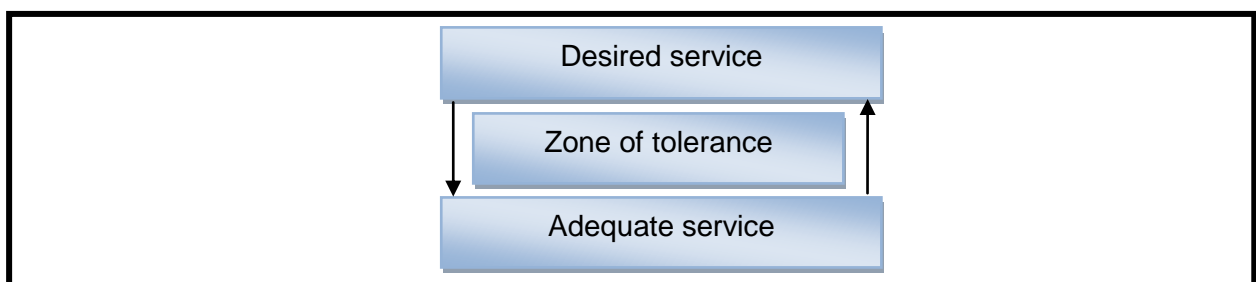 Desired service
Zone of tolerance
Adequate service